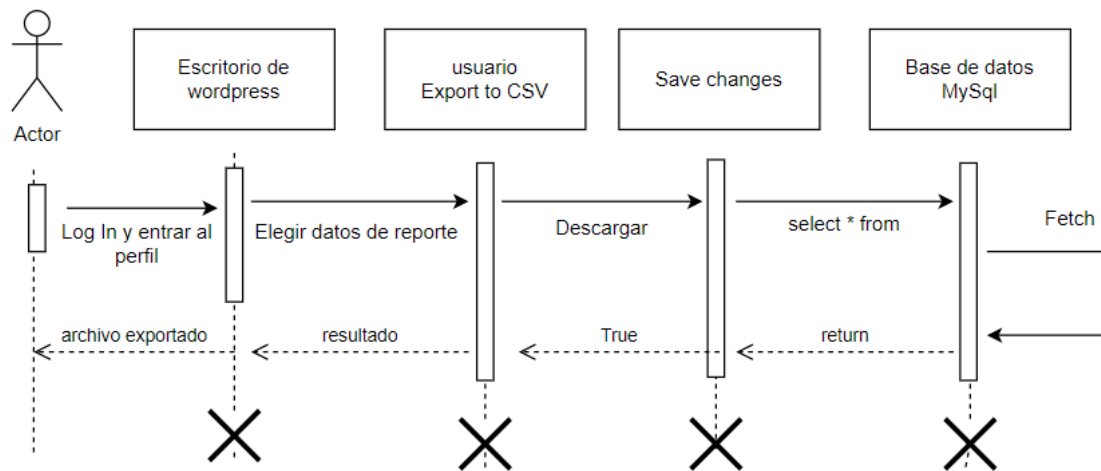 Escritorio de
wordpress
usuario
Export to CSV
Save changes
Base de datos
MySql
Actor
Log In y entrar al
perfil
Elegir datos de reporte
Descargar
select * from
Fetch
archivo exportado
resultado
True
return